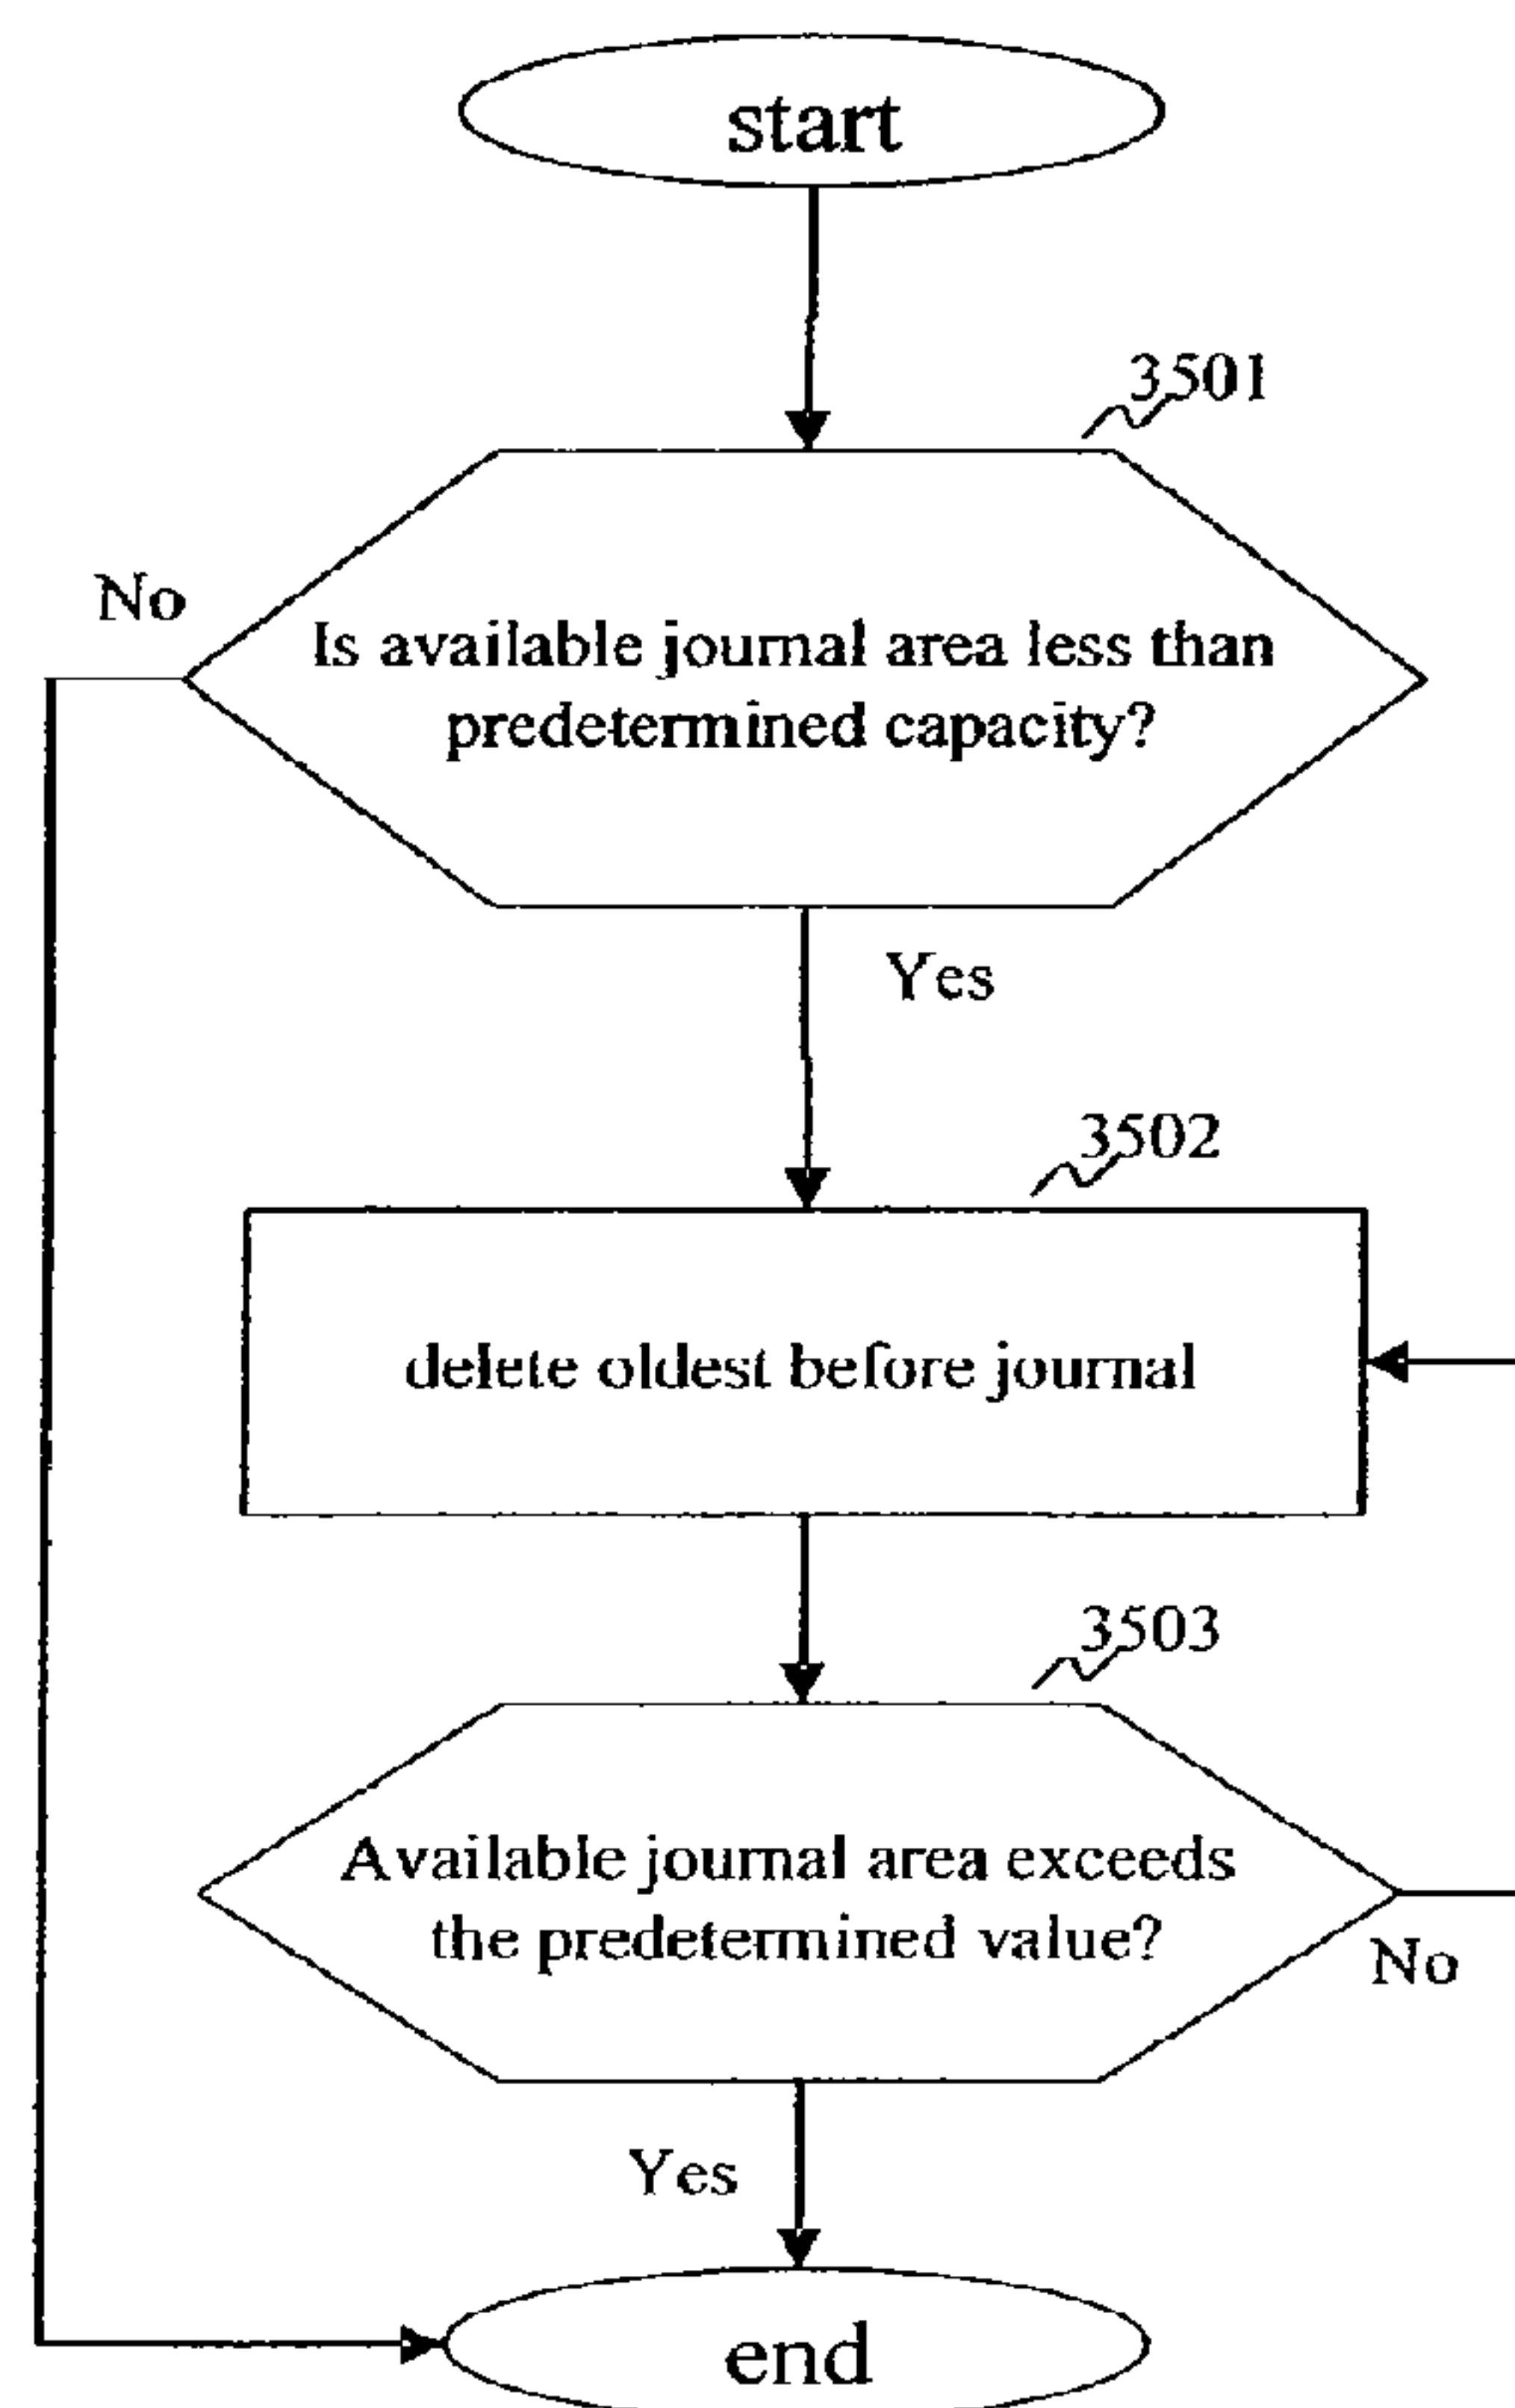 start
3501
No
Is available journal area less than
predetermined capacity?
Yes
3502
delete oldest before journal
3503
Available journal area exceeds
the predetermined value?
No
Yes
end